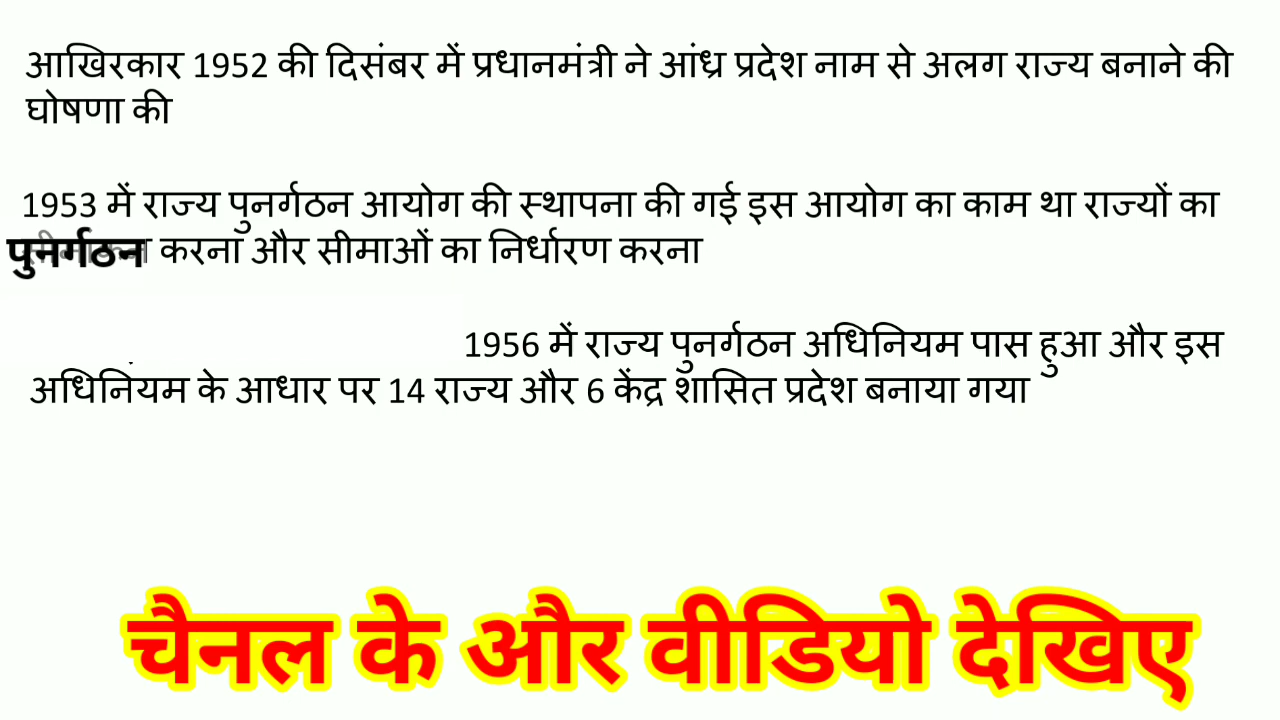 आखिरकार 1952 की दिसंबर में प्रधानमंत्री ने आंध्र प्रदेश नाम से अलग राज्य बनाने की
घोषणा की
1953 में राज्य पुनर्गठन आयोग की स्थापना की गई इस आयोग का काम था राज्यों का
पुनर्गठन करना और सीमाओं का निर्धारण करना
1956 में राज्य पुनर्गठन अधिनियम पास हुआ और इस
अधिनियम के आधार पर 14 राज्य और 6 केंद्र शासित प्रदेश बनाया गया
चैनल के और वीडियो देखिए